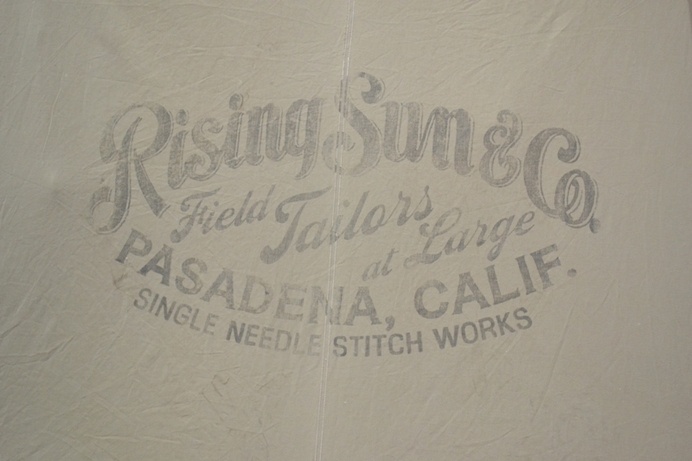 Rising Sun & Co.
Field Tailors at Large
PASADENA, CALIF.
SINGLE NEEDLE STITCH WORKS